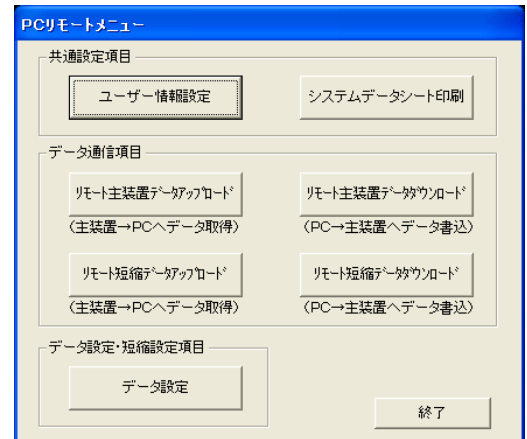 PCリモートメニュー
共通設定項目
ユーザー情報設定
システムデータシート印刷
データ通信項目
ﾘﾓｰﾄ主装置ﾃﾞｰﾀｱｯﾌﾟﾛｰﾄﾞ
ﾘﾓｰﾄ主装置ﾃﾞｰﾀﾀﾞｳﾝﾛｰﾄﾞ
(主装置→PCへデータ取得)
(PC→主装置へデータ書込)
ﾘﾓｰﾄ短縮ﾃﾞｰﾀｱｯﾌﾟﾛｰﾄﾞ
ﾘﾓｰﾄ短縮ﾃﾞｰﾀﾀﾞｳﾝﾛｰﾄﾞ
(主装置→PCへデータ取得)
(PC→主装置へデータ書込)
データ設定・短縮設定項目
データ設定
終了